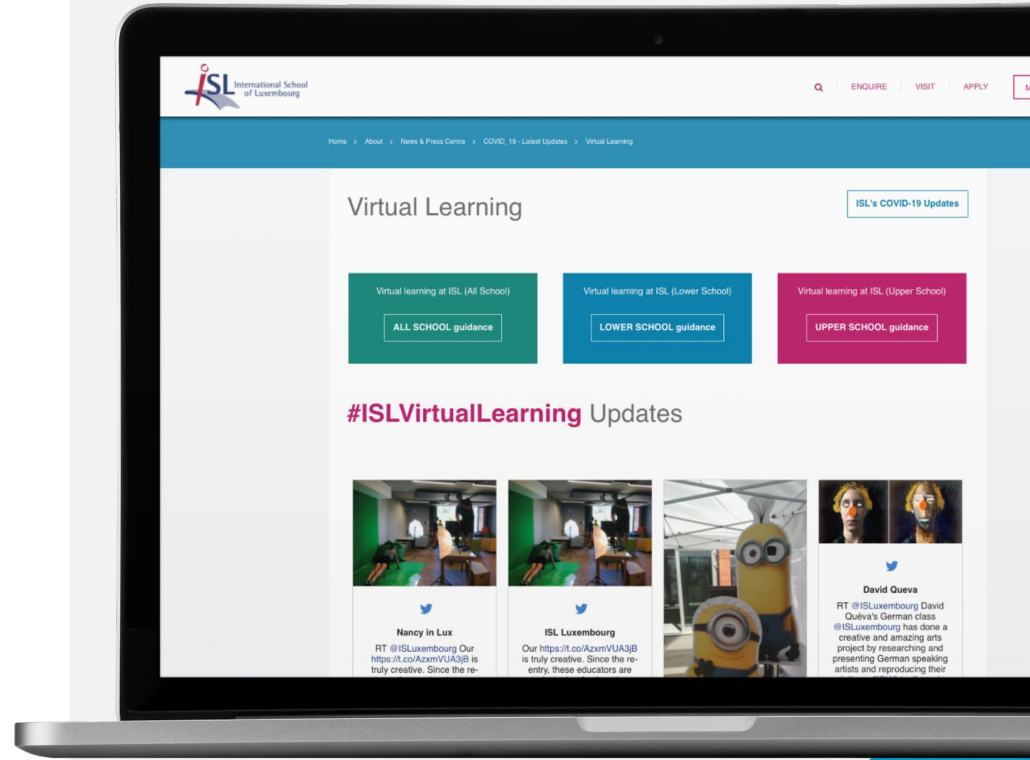 ISL International School
of Luxembourg
ENQUIRE VISIT APPLY M
Home > About > News & Press Centre > COVID_19 - Latest Updates > Virtual Learning
Virtual Learning
ISL's COVID-19 Updates
Virtual learning at ISL (All School)
ALL SCHOOL guidance
Virtual learning at ISL (Lower School)
LOWER SCHOOL guidance
Virtual learning at ISL (Upper School)
UPPER SCHOOL guidance
#ISLVirtualLearning Updates
Nancy in Lux
RT @ISLuxembourg Our
https://t.co/AzxmVUA3jB is
truly creative. Since the re-
ISL Luxembourg
Our https://t.co/AzxmVUA3jB
is truly creative. Since the re-
entry, these educators are
David Queva
RT @ISLuxembourg David
Quéva's German class
@ISLuxembourg has done a
creative and amazing arts
project by researching and
presenting German speaking
artists and reproducing their